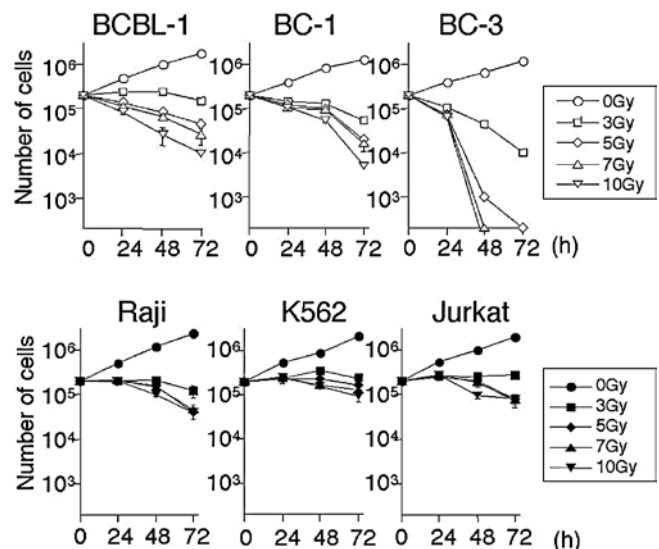 BCBL-1 BC-1 BC-3
Number of cells
10⁶ 10⁶ 10⁶
10⁵ 10⁵ 10⁵
10⁴ 10⁴ 10⁴
10³ 10³ 10³
0Gy
3Gy
5Gy
7Gy
10Gy
0 24 48 72 0 24 48 72 0 24 48 72 (h)
Raji K562 Jurkat
Number of cells
10⁶ 10⁶ 10⁶
10⁵ 10⁵ 10⁵
10⁴ 10⁴ 10⁴
10³ 10³ 10³
0Gy
3Gy
5Gy
7Gy
10Gy
0 24 48 72 0 24 48 72 0 24 48 72 (h)